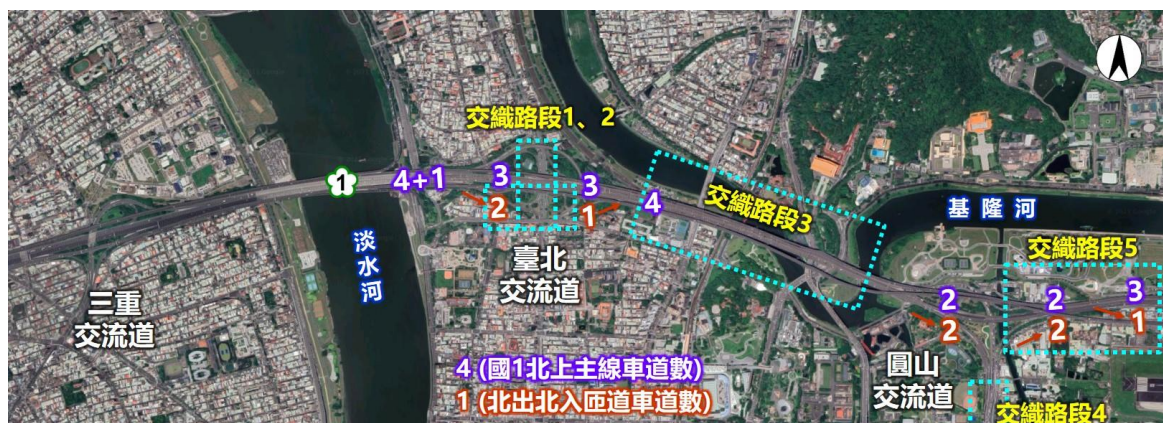 交織路段1、2
1
4+1
3
2
3
1
4
交織路段3
基隆河
交織路段5
淡水河
臺北
交流道
三重
交流道
2
2
圓山
交流道
2
2
3
1
4 (國1北上主線車道數)
1 (北出北入匝道車道數)
交織路段4